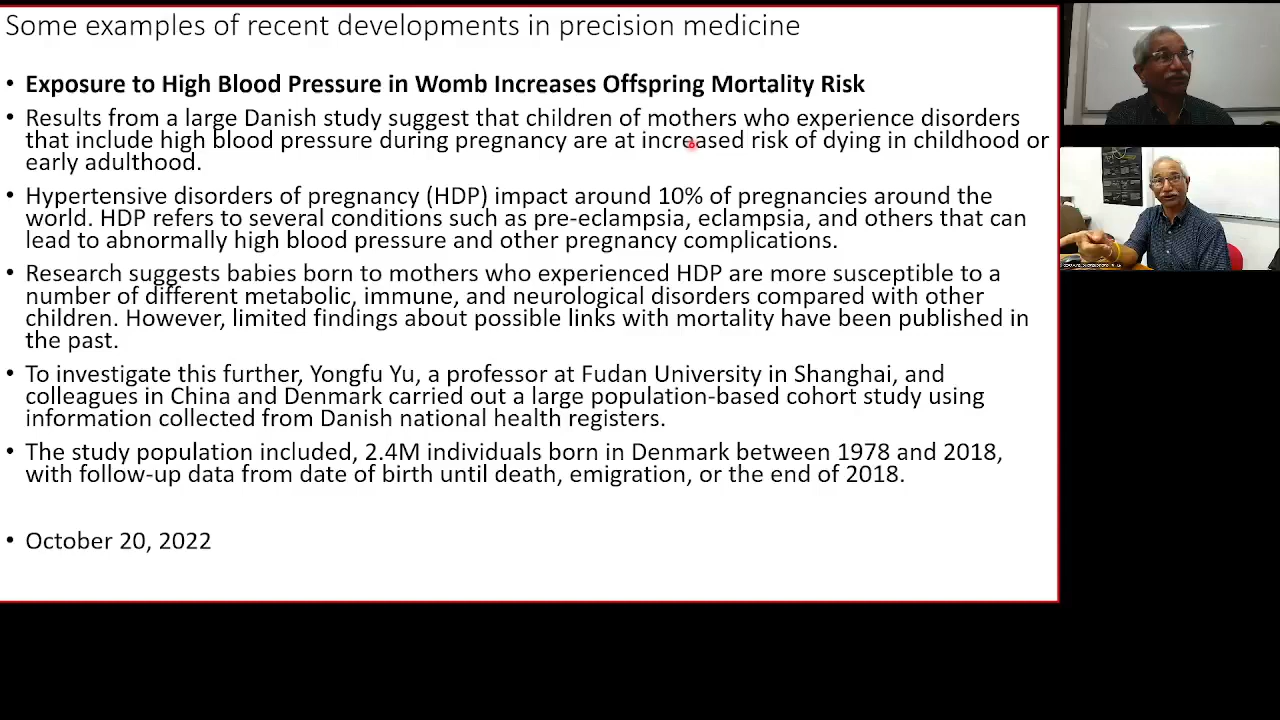 Some examples of recent developments in precision medicine
• Exposure to High Blood Pressure in Womb Increases Offspring Mortality Risk
• Results from a large Danish study suggest that children of mothers who experience disorders
that include high blood pressure during pregnancy are at increased risk of dying in childhood or
early adulthood.
• Hypertensive disorders of pregnancy (HDP) impact around 10% of pregnancies around the
world. HDP refers to several conditions such as pre-eclampsia, eclampsia, and others that can
lead to abnormally high blood pressure and other pregnancy complications.
• Research suggests babies born to mothers who experienced HDP are more susceptible to a
number of different metabolic, immune, and neurological disorders compared with other
children. However, limited findings about possible links with mortality have been published in
the past.
• To investigate this further, Yongfu Yu, a professor at Fudan University in Shanghai, and
colleagues in China and Denmark carried out a large population-based cohort study using
information collected from Danish national health registers.
• The study population included, 2.4M individuals born in Denmark between 1978 and 2018,
with follow-up data from date of birth until death, emigration, or the end of 2018.
• October 20, 2022